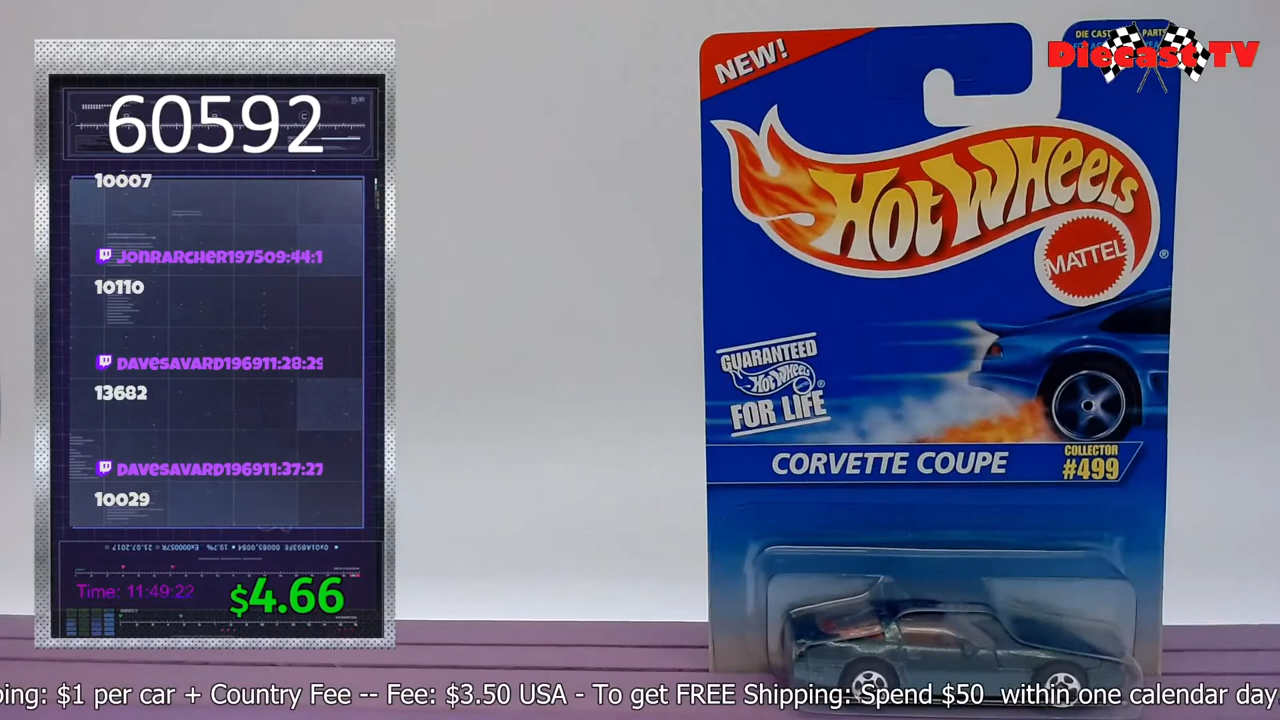 60592
10007
JONRARCHER197509:44:1
10110
DAVESAVARD196911:28:29
13682
DAVESAVARD196911:37:27
10029
Time: 11:49:22
$4.66
NEW!
Diecast TV
HOT WHEELS
MATTEL
®
GUARANTEED
HOT WHEELS
®
FOR LIFE
CORVETTE COUPE
COLLECTOR
#499
ping: $1 per car + Country Fee -- Fee: $3.50 USA - To get FREE Shipping: Spend $50 within one calendar day,